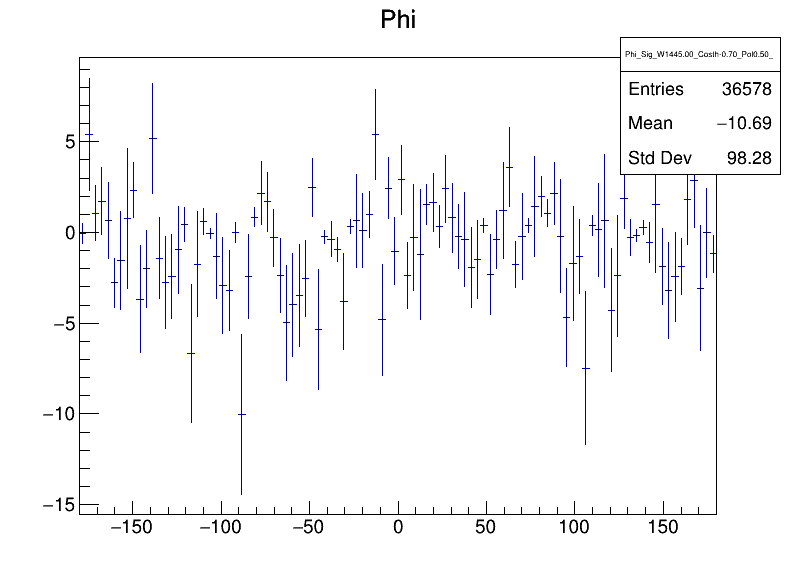 Phi
Phi_Sig_W1445.00_Costh-0.70_Pol0.50_
Entries 36578
Mean −10.69
Std Dev 98.28
5
0
−5
−10
−15
−150 −100 −50 0 50 100 150